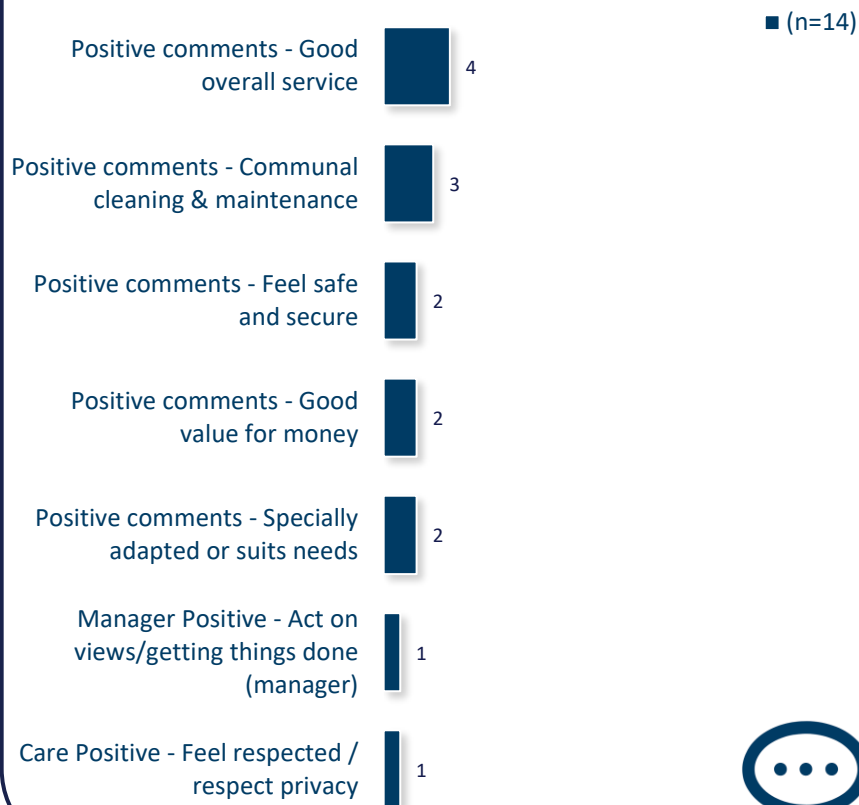 (n=14)
Positive comments - Good
overall service
4
Positive comments - Communal
cleaning & maintenance
3
Positive comments - Feel safe
and secure
2
Positive comments - Good
value for money
2
Positive comments - Specially
adapted or suits needs
2
Manager Positive - Act on
views/getting things done
(manager)
1
Care Positive - Feel respected /
respect privacy
1